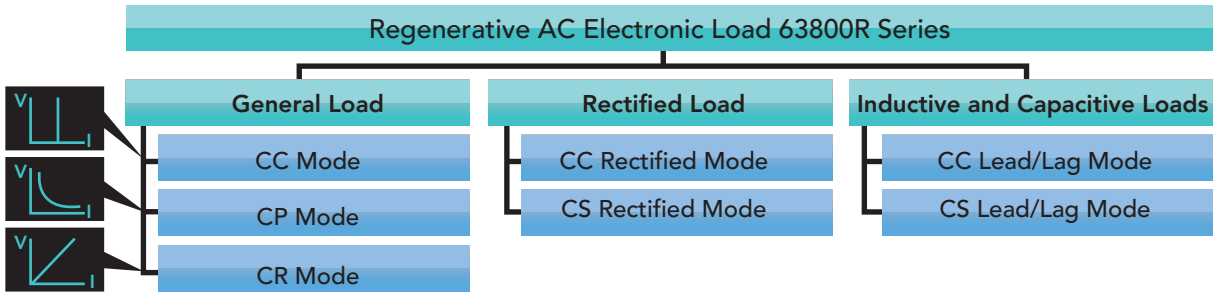 Regenerative AC Electronic Load 63800R Series
General Load
Rectified Load
Inductive and Capacitive Loads
V
I
CC Mode
CC Rectified Mode
CC Lead/Lag Mode
V
I
CP Mode
CS Rectified Mode
CS Lead/Lag Mode
V
I
CR Mode